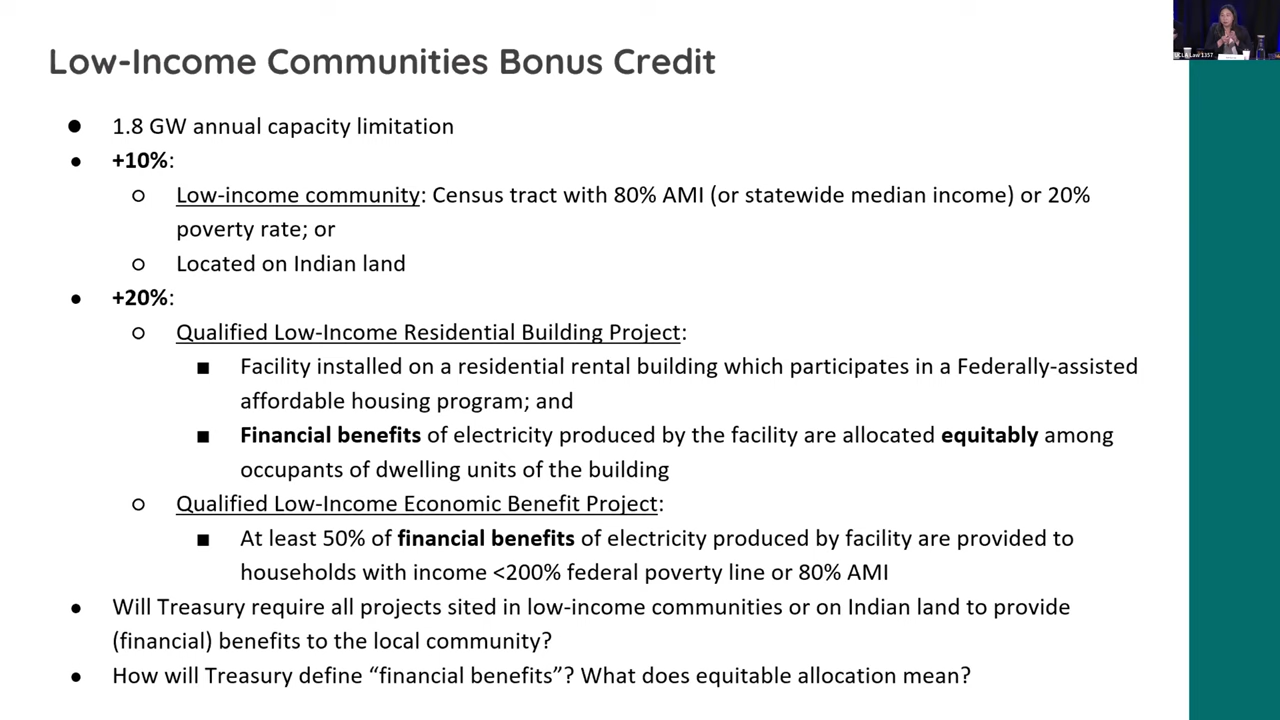 Low-Income Communities Bonus Credit
● 1.8 GW annual capacity limitation
● +10%:
○ Low-income community: Census tract with 80% AMI (or statewide median income) or 20%
poverty rate; or
○ Located on Indian land
● +20%:
○ Qualified Low-Income Residential Building Project:
■ Facility installed on a residential rental building which participates in a Federally-assisted
affordable housing program; and
■ Financial benefits of electricity produced by the facility are allocated equitably among
occupants of dwelling units of the building
○ Qualified Low-Income Economic Benefit Project:
■ At least 50% of financial benefits of electricity produced by facility are provided to
households with income <200% federal poverty line or 80% AMI
● Will Treasury require all projects sited in low-income communities or on Indian land to provide
(financial) benefits to the local community?
● How will Treasury define “financial benefits”? What does equitable allocation mean?
Law 1357